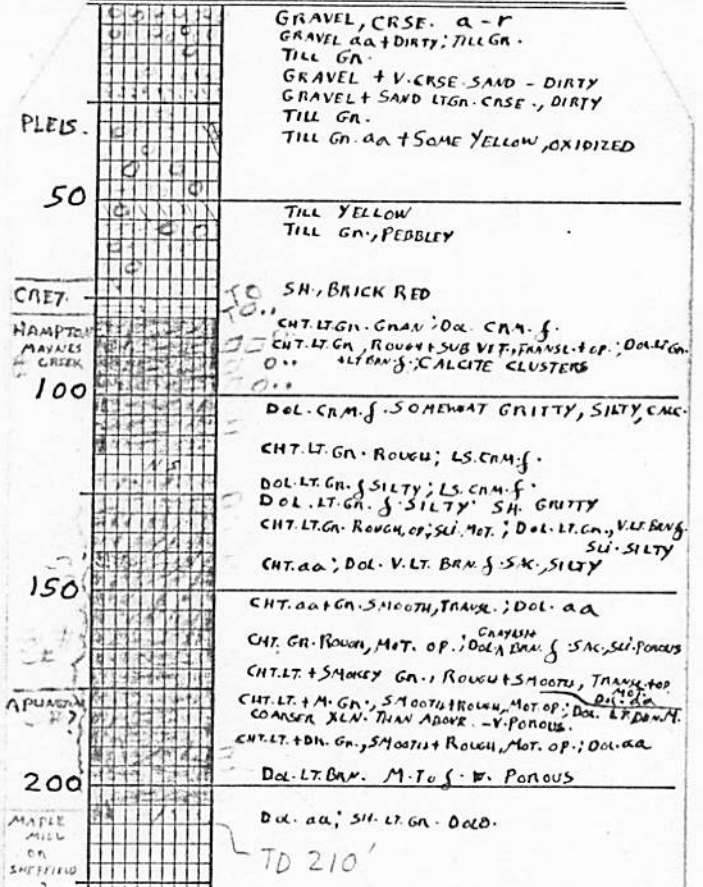 GRAVEL, CRSE. a-r
GRAVEL aa + DIRTY; TILL GR.
TILL GR.
GRAVEL + V. CRSE. SAND - DIRTY
GRAVEL + SAND LT GR. CRSE., DIRTY
TILL GR.
PLEIS.
TILL GR. aa + SOME YELLOW, OXIDIZED
50
TILL YELLOW
TILL GR., PEBBLEY
CRET.
SH., BRICK RED
HAMPTON
MAYNES
CREEK
CHT. LT. GR. GRAN; DOL. CRM. f.
CHT. LT. GR., ROUGH + SUB VIT., TRANSL. + OP.; DOL. LT. GR.
+ LT BRN f; CALCITE CLUSTERS
100
DOL. CRM. f. SOMEWHAT GRITTY, SILTY, CALC.
CHT. LT. GR. ROUGH; LS. CRM. f.
N.S.
DOL. LT. GR. f SILTY; LS. CRM. f.
DOL. LT. GR. f. SILTY SH. GRITTY
CHT. LT. GR. ROUGH, OP; SLI. MOT.; DOL. LT. GR., V. LT. BRN f.
SLI. SILTY
CHT. aa; DOL. V. LT. BRN. f. SAC., SILTY
150
CHT. aa + GR. SMOOTH, TRANSL.; DOL. aa
CHT. GR. ROUGH, MOT. OP.; DOL. GRAYISH BRN. f SAC., SLI. POROUS
CHT. LT. + SMOKEY GR., ROUGH + SMOOTH, TRANSL. + OP.
MOT.
DOL. aa
CHT. LT. + M. GR., SMOOTH + ROUGH, MOT. OP.; DOL. LT. BRN. M.
COARSER XLN. THAN ABOVE. - V. POROUS.
CHT. LT. + DK. GR., SMOOTH + ROUGH, MOT. OP.; DOL. aa
200
DOL. LT. BRN. M. TO f. POROUS
MAPLE
MILL
OR
SHEFFIELD
?
DOL. aa; SH. LT. GR. DOLO.
TD 210'